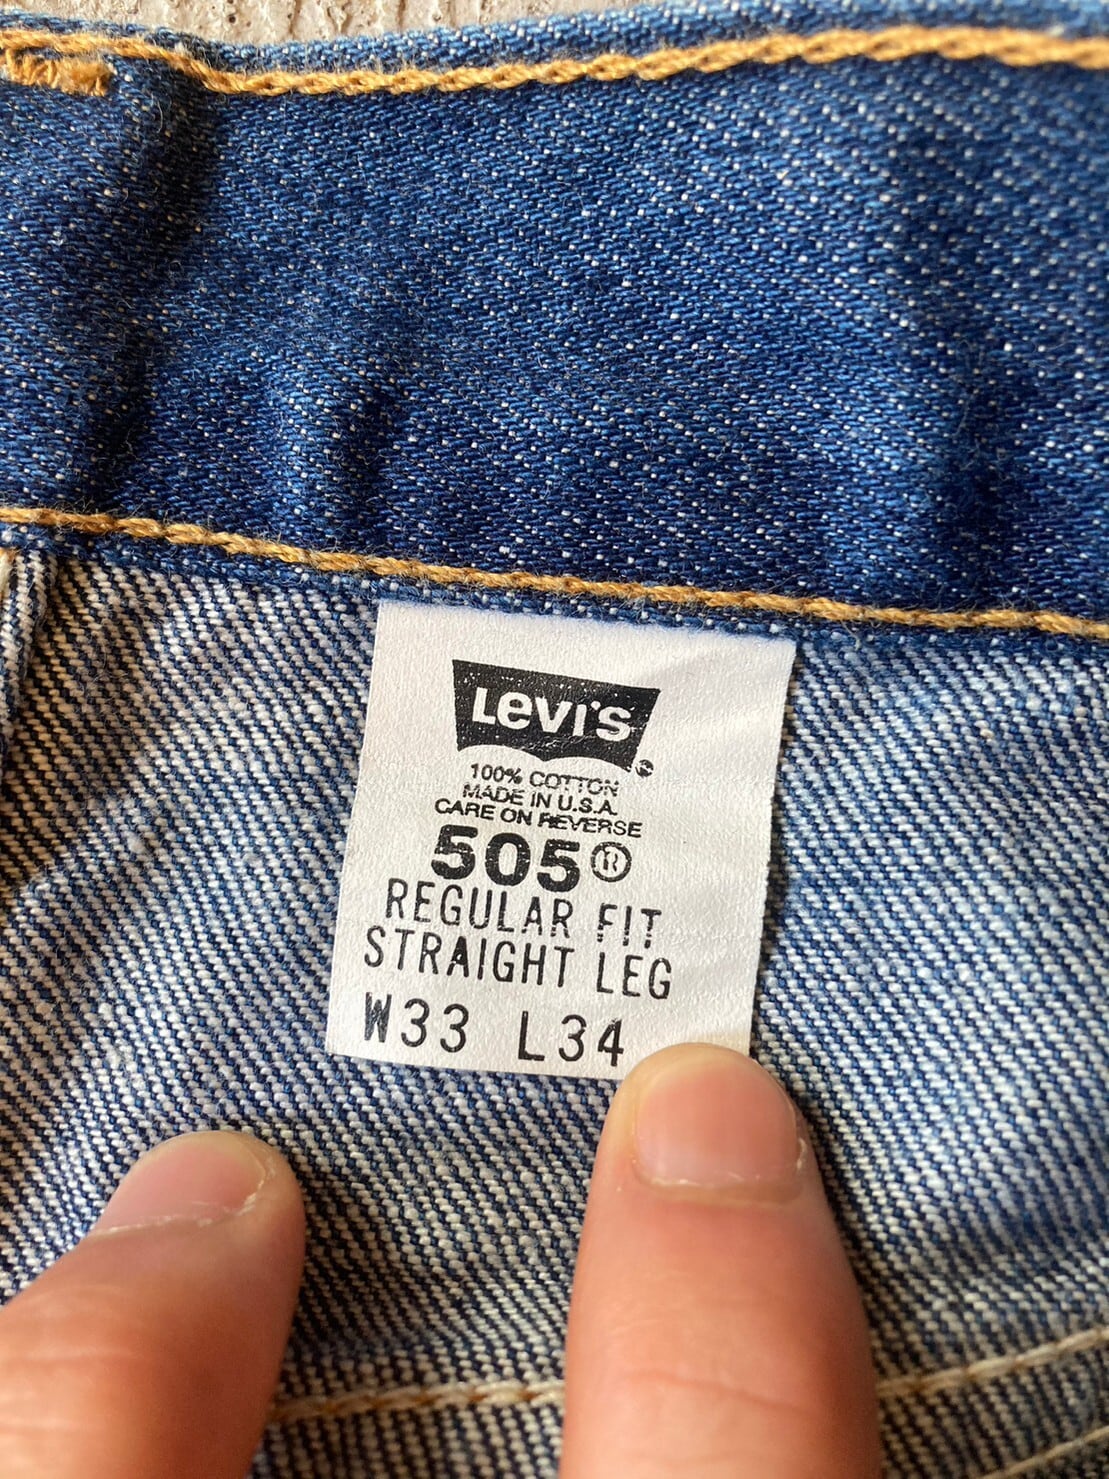 Levi's®
100% COTTON
MADE IN U.S.A.
CARE ON REVERSE
505®
REGULAR FIT
STRAIGHT LEG
W33 L34